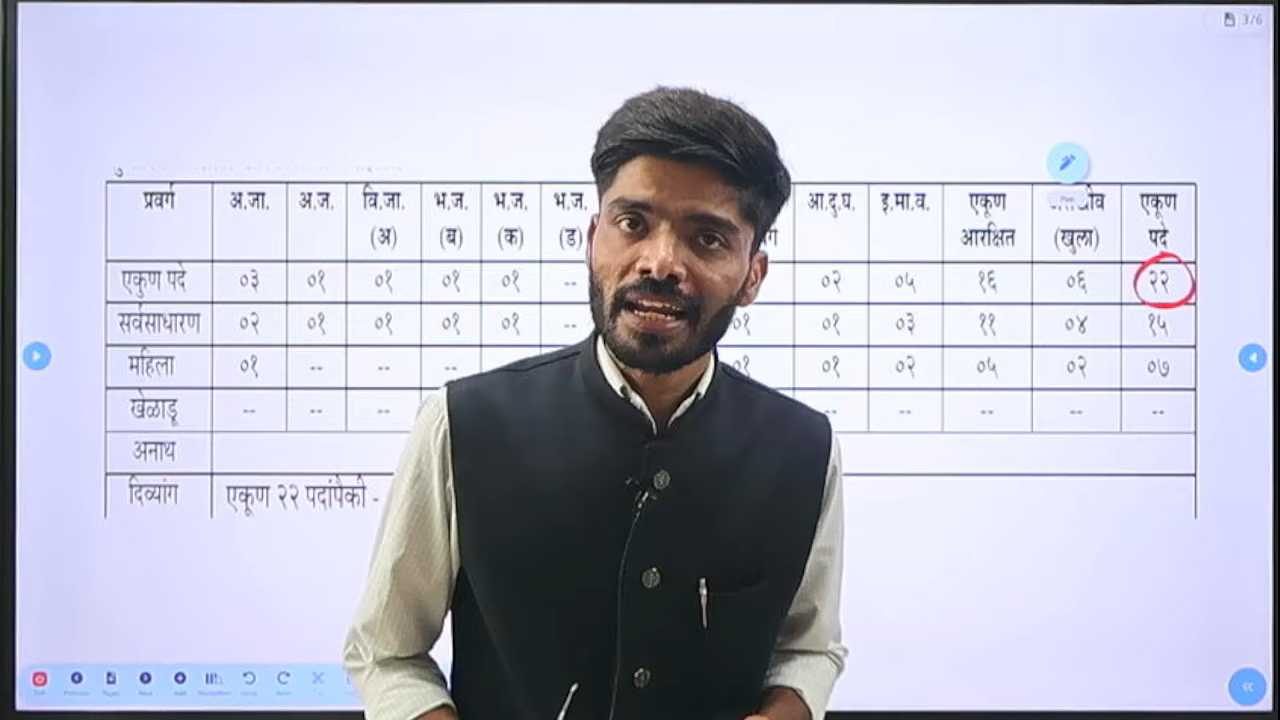 3/6
प्रवर्ग अ.जा. अ.ज. वि.जा. (अ) भ.ज. (ब) भ.ज. (क) भ.ज. (ड) आ.दु.घ. इ.मा.व. एकूण आरक्षित (खुला) एकूण पदे
एकुण पदे ०३ ०१ ०१ ०१ ०१ -- ०२ ०५ १६ ०६ २२
सर्वसाधारण ०२ ०१ ०१ ०१ ०१ -- ०१ ०१ ०३ ११ ०४ १५
महिला ०१ -- -- -- ०१ ०१ ०२ ०५ ०२ ०७
खेळाडू -- -- -- -- -- -- -- --
अनाथ
दिव्यांग एकूण २२ पदांपैकी -